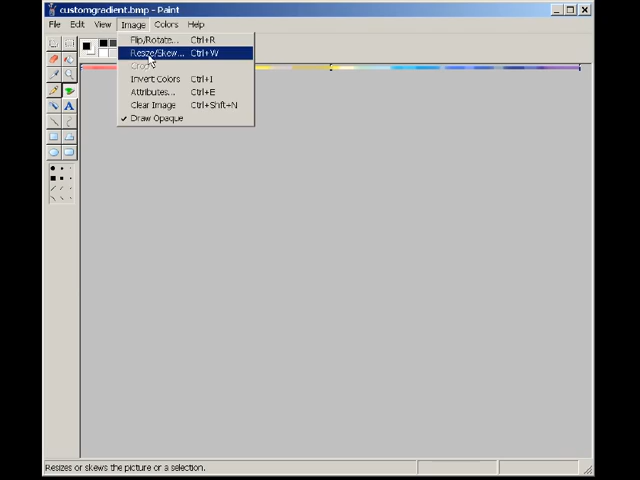 customgradient.bmp - Paint
File Edit View Image Colors Help
Flip/Rotate... Ctrl+R
Resize/Skew... Ctrl+W
Crop
Invert Colors Ctrl+I
Attributes... Ctrl+E
Clear Image Ctrl+Shft+N
Draw Opaque
A
Resizes or skews the picture or a selection.